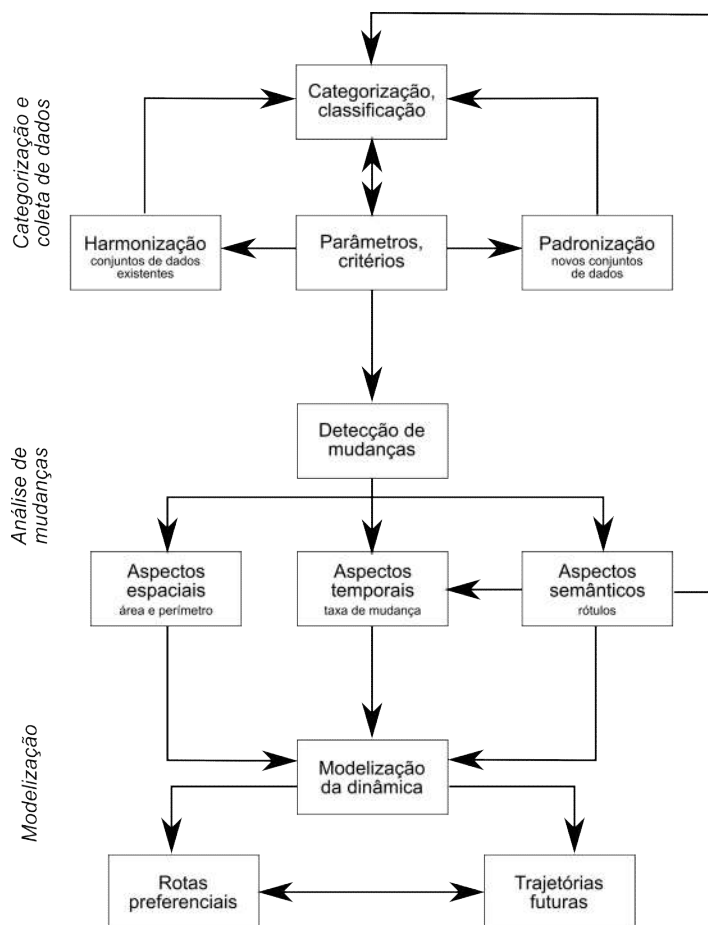 Categorização e
coleta de dados
Categorização,
classificação
Harmonização
conjuntos de dados
existentes
Parâmetros,
critérios
Padronização
novos conjuntos
de dados
Análise de
mudanças
Detecção de
mudanças
Aspectos
espaciais
área e perímetro
Aspectos
temporais
taxa de mudança
Aspectos
semânticos
rótulos
Modelização
Modelização
da dinâmica
Rotas
preferenciais
Trajetórias
futuras